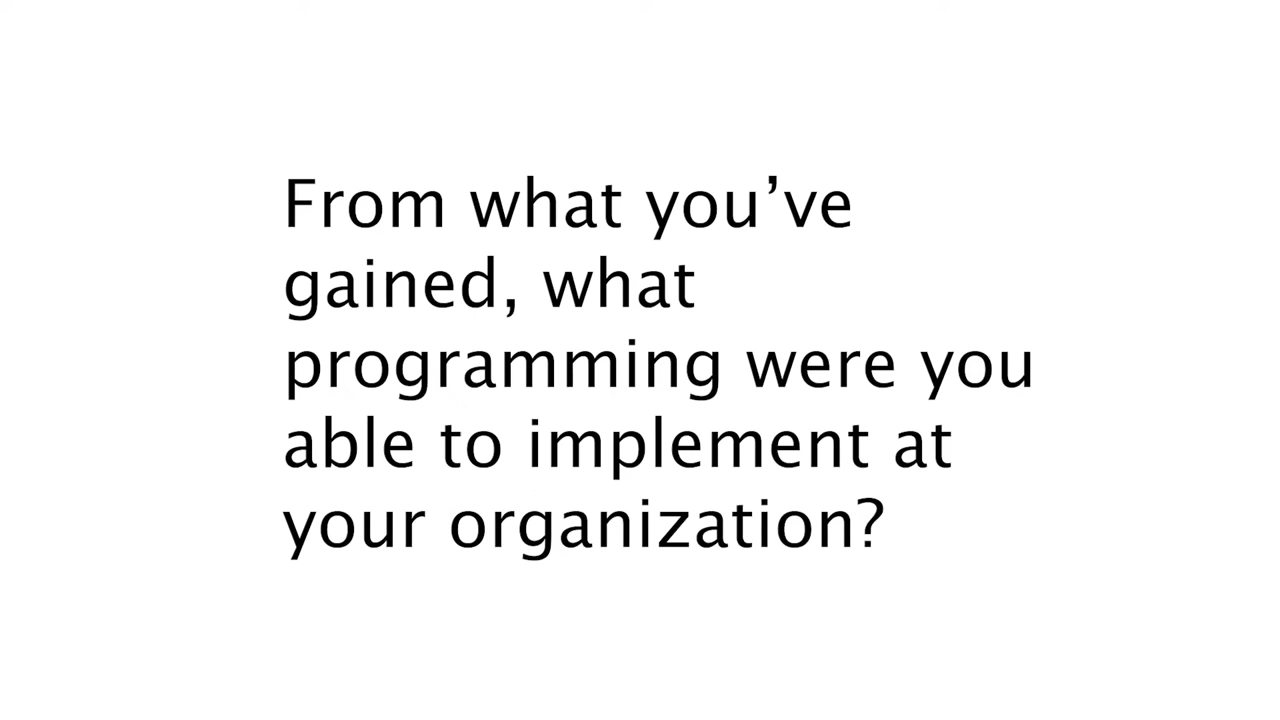 From what you’ve
gained, what
programming were you
able to implement at
your organization?